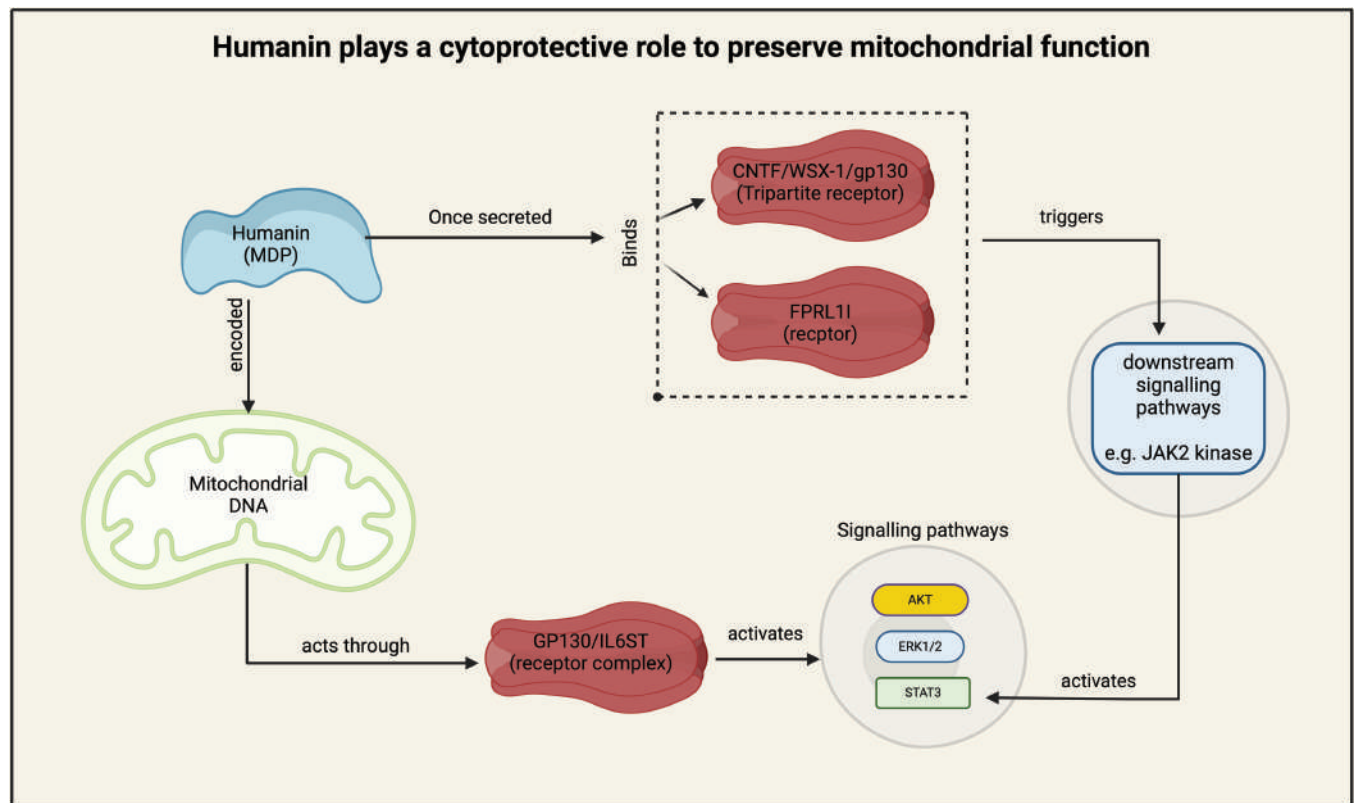 Humanin plays a cytoprotective role to preserve mitochondrial function
CNTF/WSX-1/gp130
(Tripartite receptor)
Once secreted
triggers
Humanin
(MDP)
Binds
FPRL1I
(recptor)
encoded
downstream
signalling
pathways
e.g. JAK2 kinase
Mitochondrial
DNA
Signalling pathways
AKT
GP130/IL6ST
(receptor complex)
acts through
activates
ERK1/2
activates
STAT3